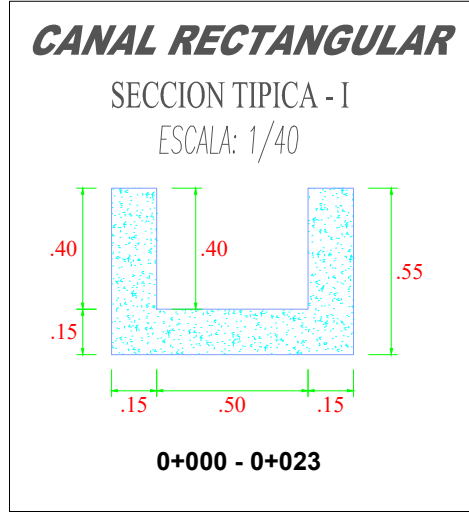 CANAL RECTANGULAR
SECCION TIPICA - I
ESCALA: 1/40
.40
.40
.55
.15
.15
.50
.15
0+000 - 0+023